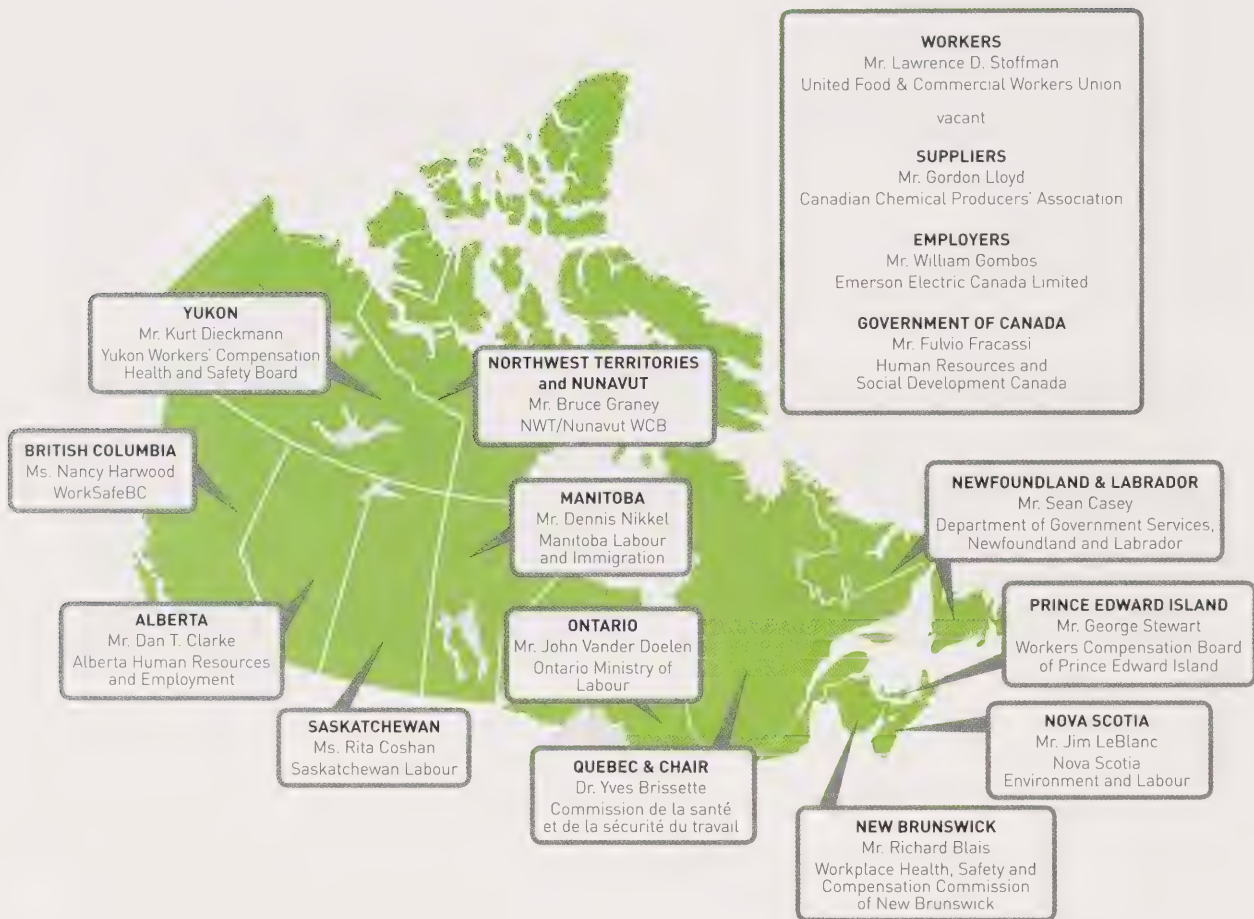 WORKERS
Mr. Lawrence D. Stoffman
United Food & Commercial Workers Union
vacant
SUPPLIERS
Mr. Gordon Lloyd
Canadian Chemical Producers' Association
EMPLOYERS
Mr. William Gombos
Emerson Electric Canada Limited
GOVERNMENT OF CANADA
Mr. Fulvio Fracassi
Human Resources and
Social Development Canada
YUKON
Mr. Kurt Dieckmann
Yukon Workers' Compensation
Health and Safety Board
NORTHWEST TERRITORIES
and NUNAVUT
Mr. Bruce Graney
NWT/Nunavut WCB
BRITISH COLUMBIA
Ms. Nancy Harwood
WorkSafeBC
MANITOBA
Mr. Dennis Nikkel
Manitoba Labour
and Immigration
NEWFOUNDLAND & LABRADOR
Mr. Sean Casey
Department of Government Services,
Newfoundland and Labrador
ALBERTA
Mr. Dan T. Clarke
Alberta Human Resources
and Employment
ONTARIO
Mr. John Vander Doelen
Ontario Ministry of
Labour
PRINCE EDWARD ISLAND
Mr. George Stewart
Workers Compensation Board
of Prince Edward Island
SASKATCHEWAN
Ms. Rita Coshan
Saskatchewan Labour
QUEBEC & CHAIR
Dr. Yves Brissette
Commission de la santé
et de la sécurité du travail
NOVA SCOTIA
Mr. Jim LeBlanc
Nova Scotia
Environment and Labour
NEW BRUNSWICK
Mr. Richard Blais
Workplace Health, Safety and
Compensation Commission
of New Brunswick